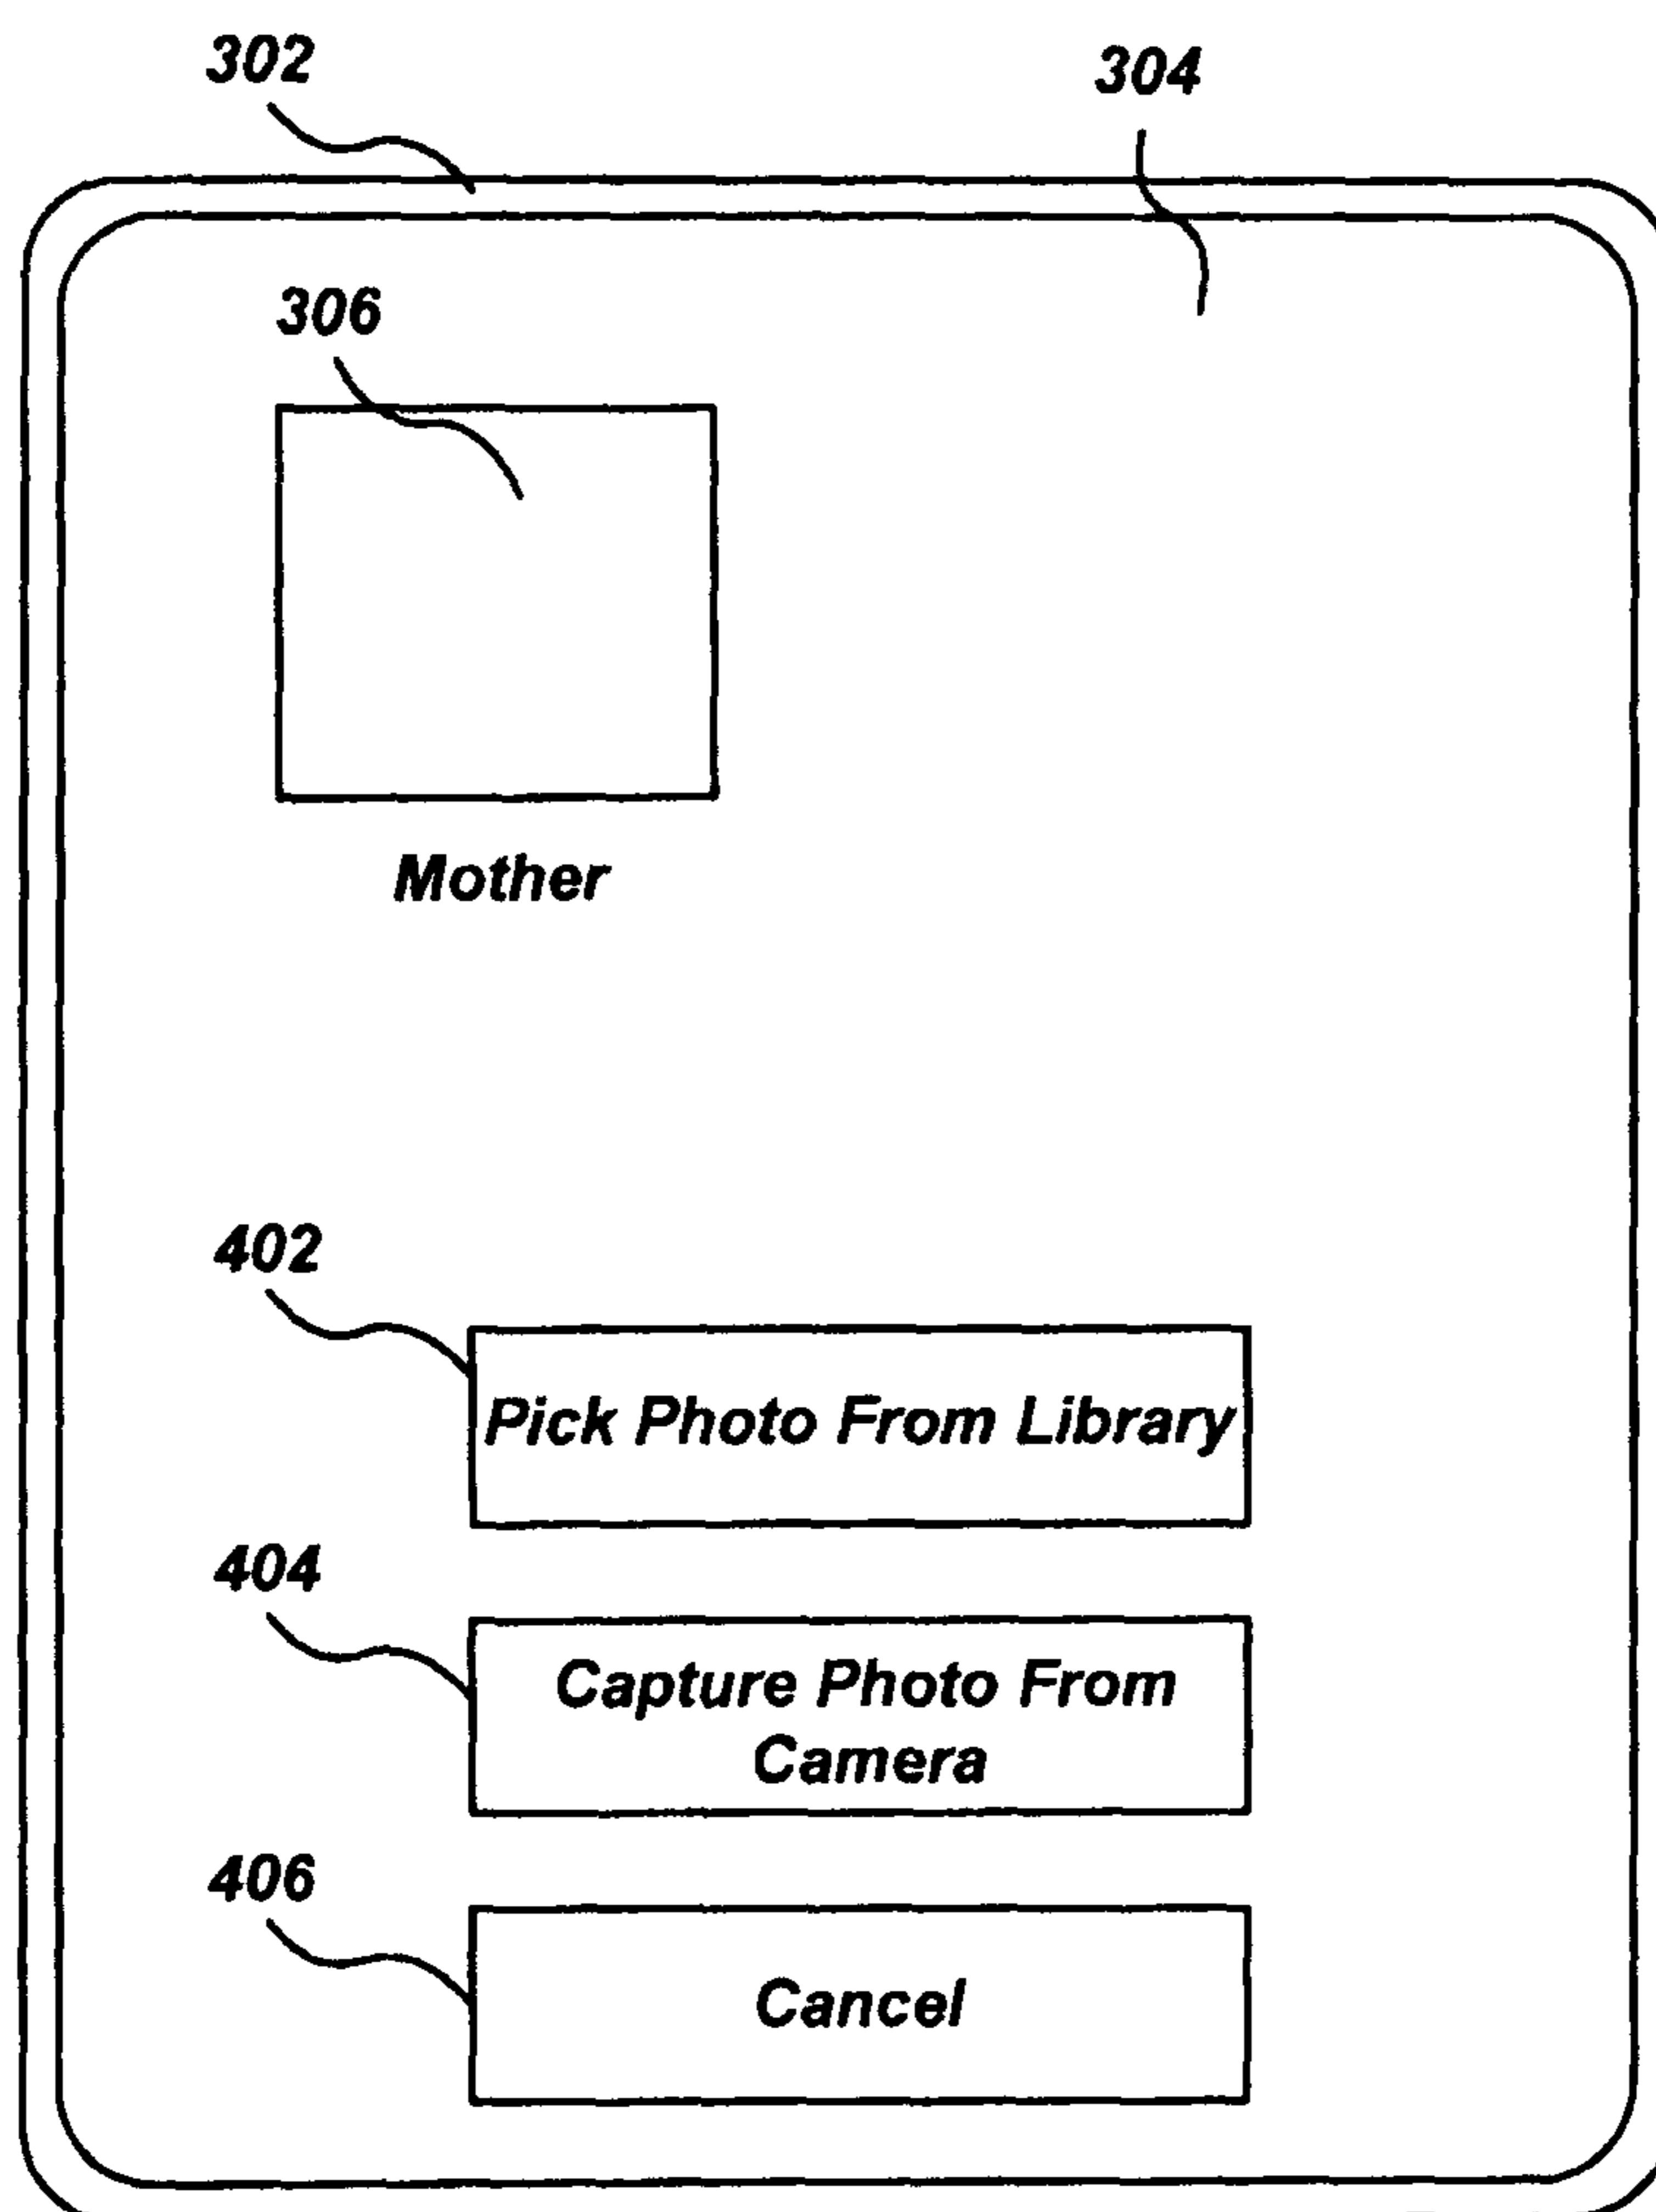 302
304
306
Mother
402
Pick Photo From Library
404
Capture Photo From
Camera
406
Cancel